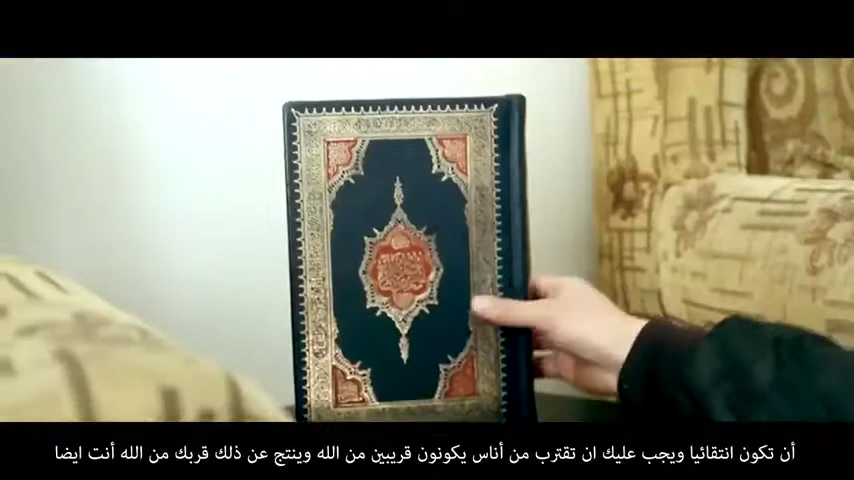 أن تكون انتقائيا ويجب عليك ان تقترب من أناس يكونون قريبين من الله وينتج عن ذلك قربك من الله أنت ايضا